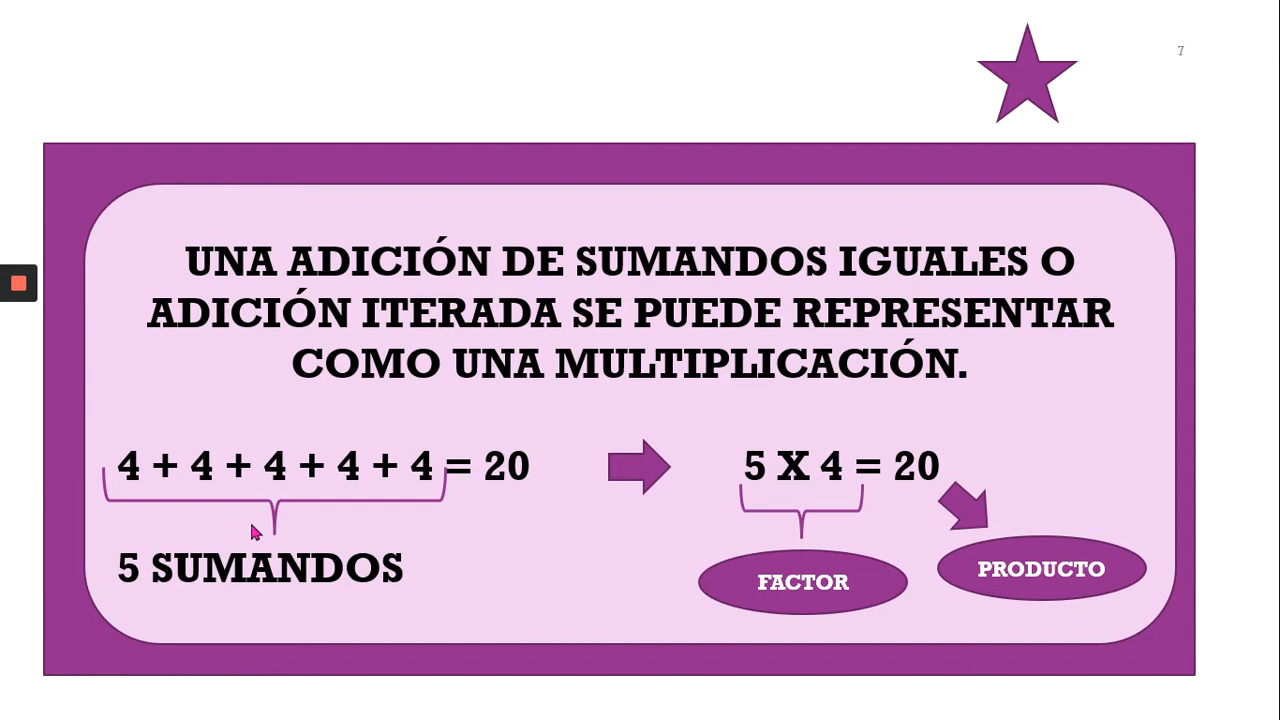 7
UNA ADICIÓN DE SUMANDOS IGUALES O
ADICIÓN ITERADA SE PUEDE REPRESENTAR
COMO UNA MULTIPLICACIÓN.
4 + 4 + 4 + 4 + 4 = 20
5 X 4 = 20
5 SUMANDOS
FACTOR
PRODUCTO